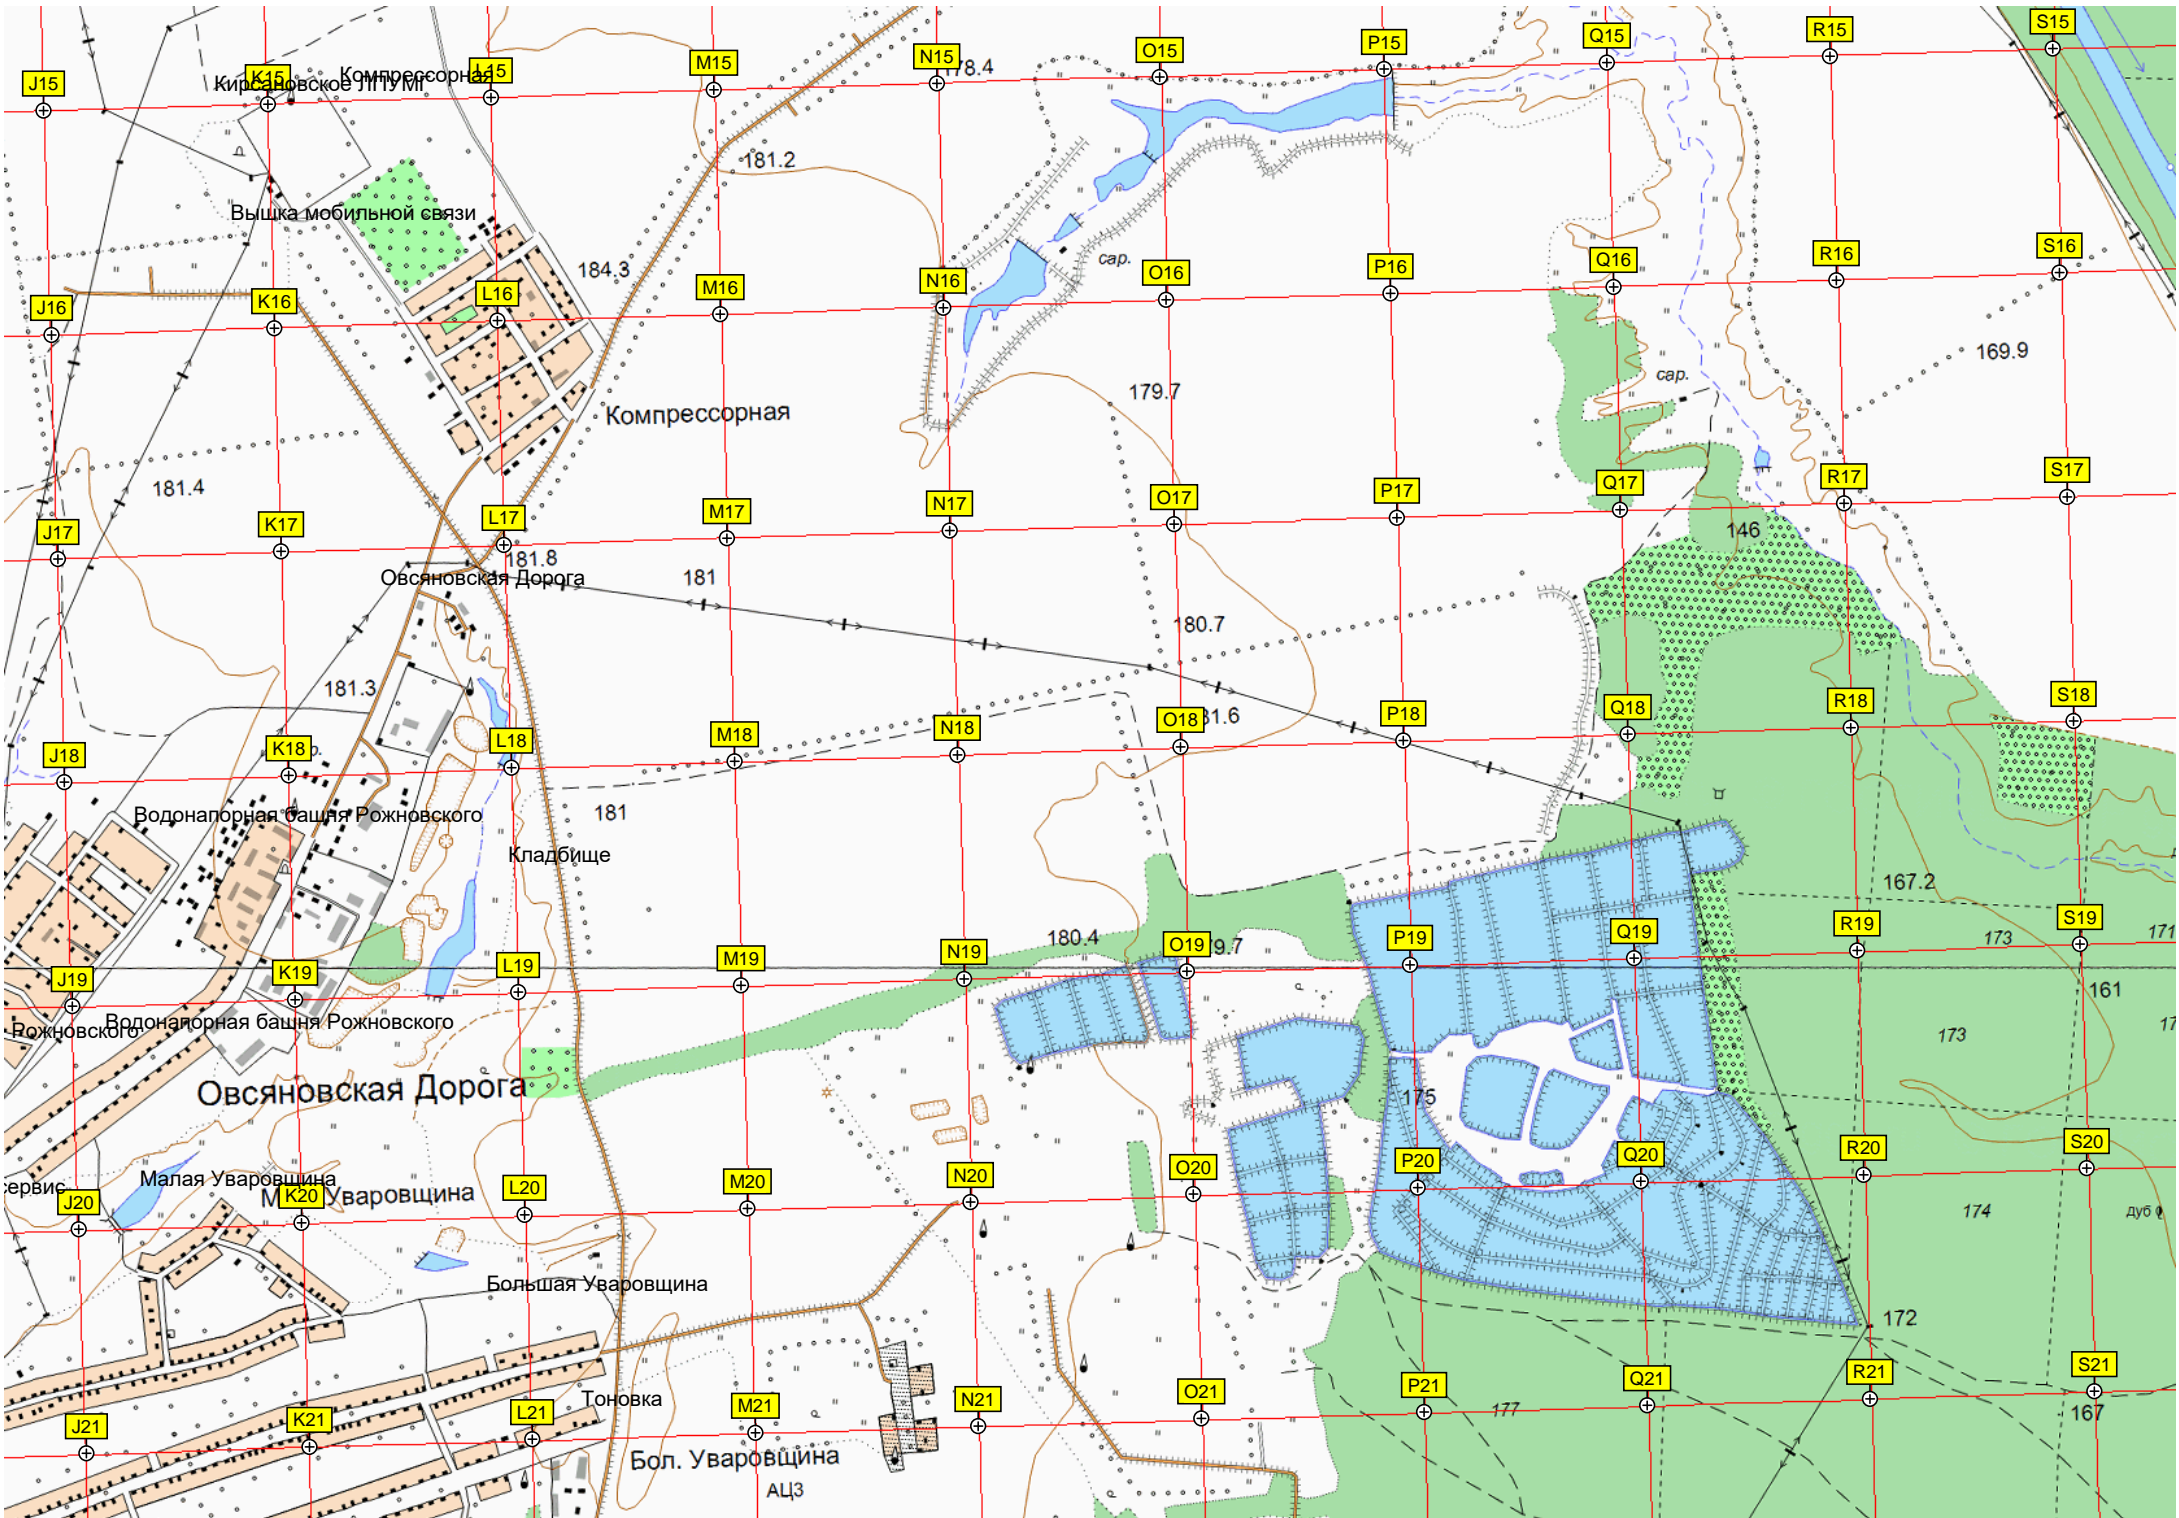 J15 K15 L15 M15 N15 O15 P15 Q15 R15 S15
Компрессорная
Кирсановское ЛПУМГ
178.4
181.2
Вышка мобильной связи
184.3
сар.
J16 K16 L16 M16 N16 O16 P16 Q16 R16 S16
169.9
сар.
179.7
Компрессорная
181.4
J17 K17 L17 M17 N17 O17 P17 Q17 R17 S17
146
181.8
Овсяновская Дорога
181
180.7
181.3
J18 K18 L18 M18 N18 O18 P18 Q18 R18 S18
181
Водонапорная башня Рожновского
Кладбище
167.2
180.4
173
171
J19 K19 L19 M19 N19 O19 P19 Q19 R19 S19
161
Рожновского
Водонапорная башня Рожновского
173
17
Овсяновская Дорога
175
Малая Уваровщина
ервис
Уваровщина
J20 K20 L20 M20 N20 O20 P20 Q20 R20 S20
174
дуб
Большая Уваровщина
172
Тоновка
J21 K21 L21 M21 N21 O21 P21 Q21 R21 S21
177
167
Бол. Уваровщина
АЦЗ